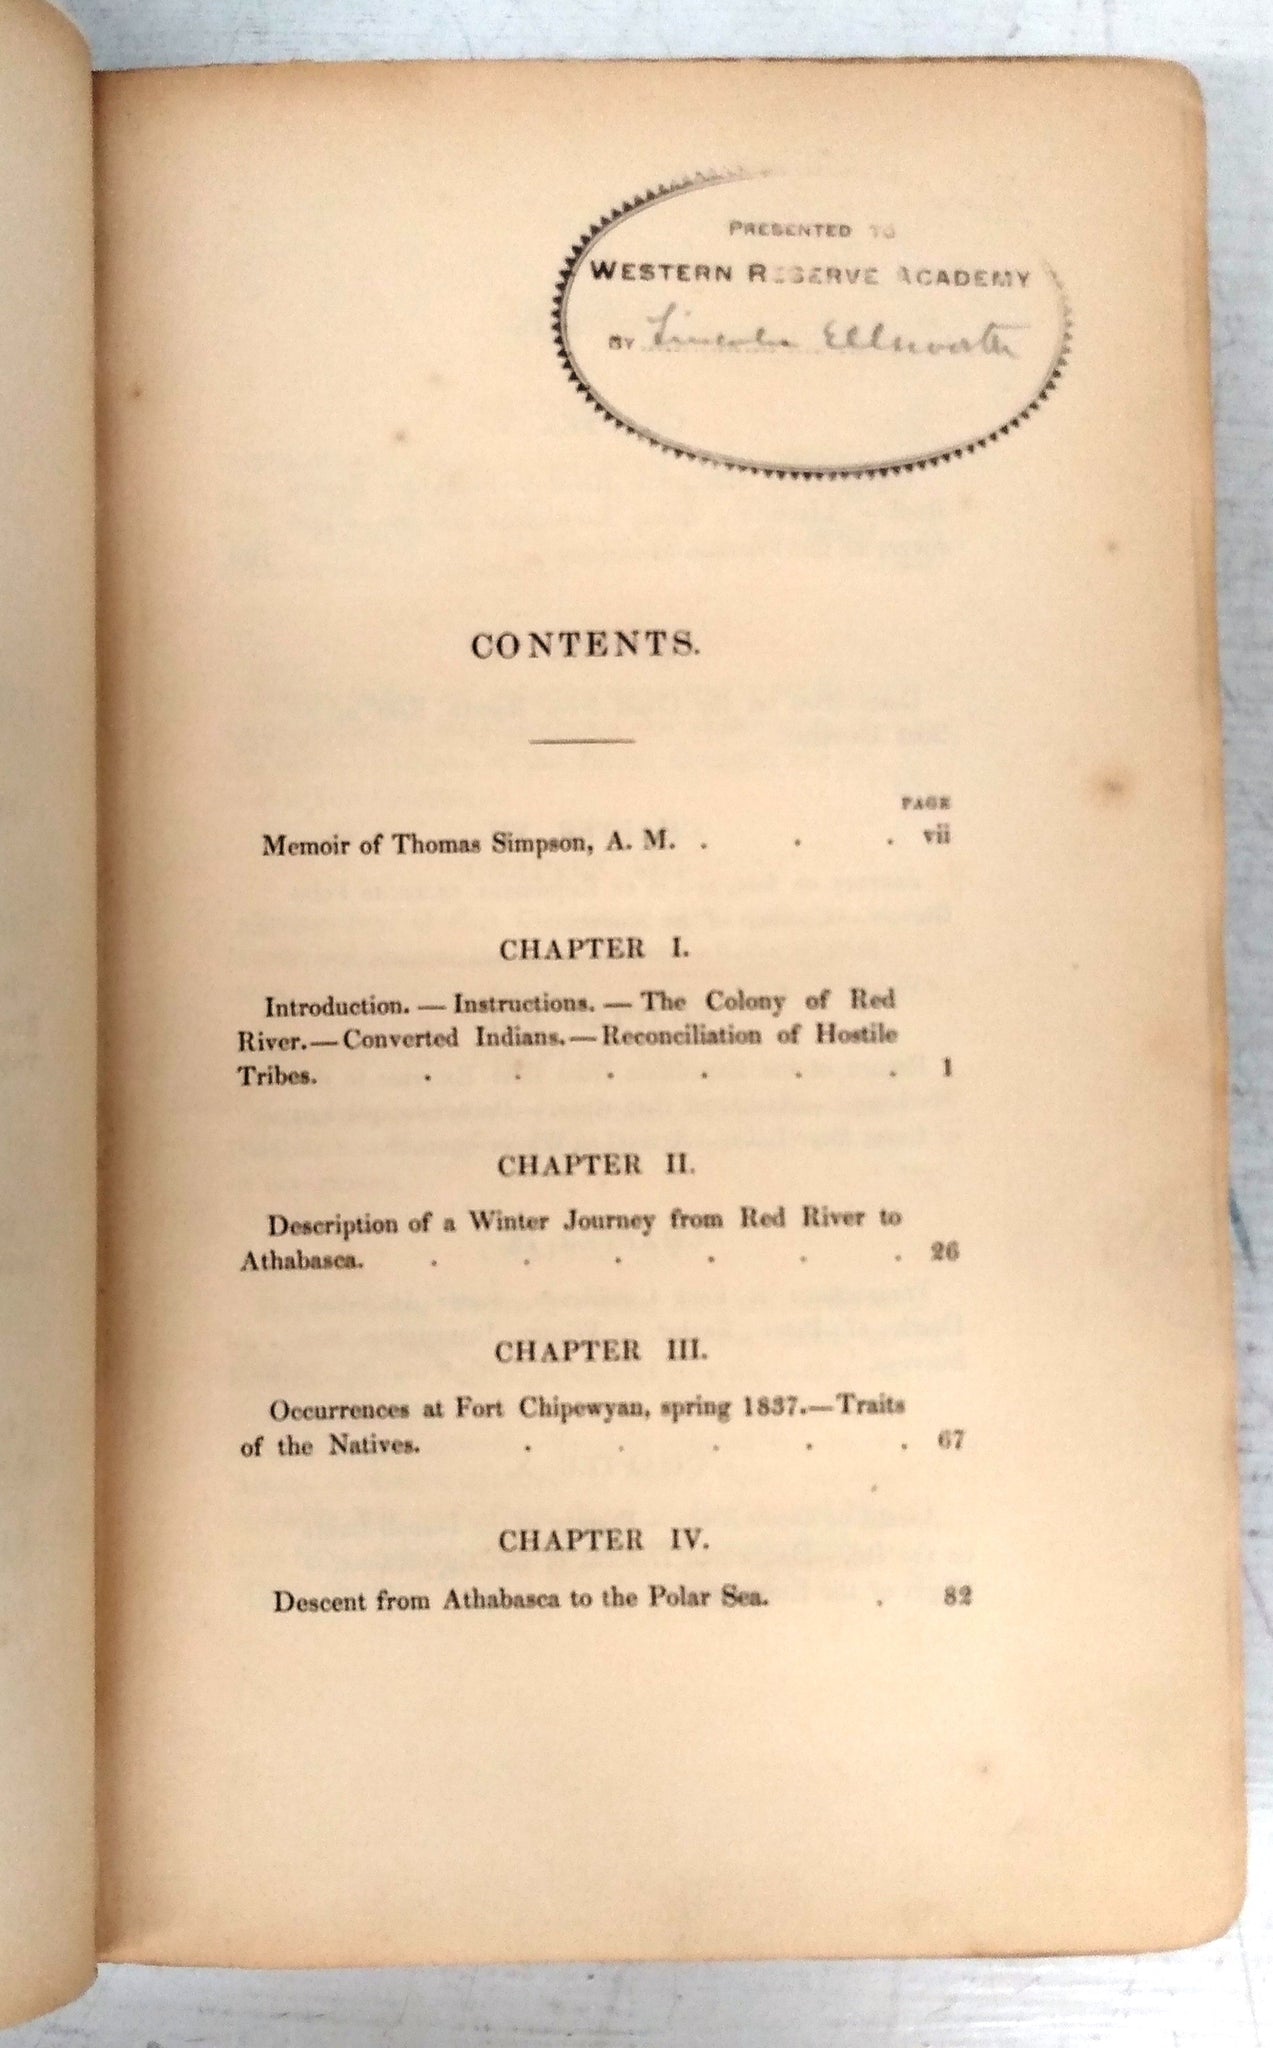 PRESENTED TO
WESTERN RESERVE ACADEMY
BY Lincoln Ellsworth
CONTENTS.
PAGE
Memoir of Thomas Simpson, A. M. . . . vii
CHAPTER I.
Introduction. — Instructions. — The Colony of Red
River. — Converted Indians. — Reconciliation of Hostile
Tribes. . . . . . . 1
CHAPTER II.
Description of a Winter Journey from Red River to
Athabasca. . . . . . . 26
CHAPTER III.
Occurrences at Fort Chipewyan, spring 1837.—Traits
of the Natives. . . . . . 67
CHAPTER IV.
Descent from Athabasca to the Polar Sea. . 82